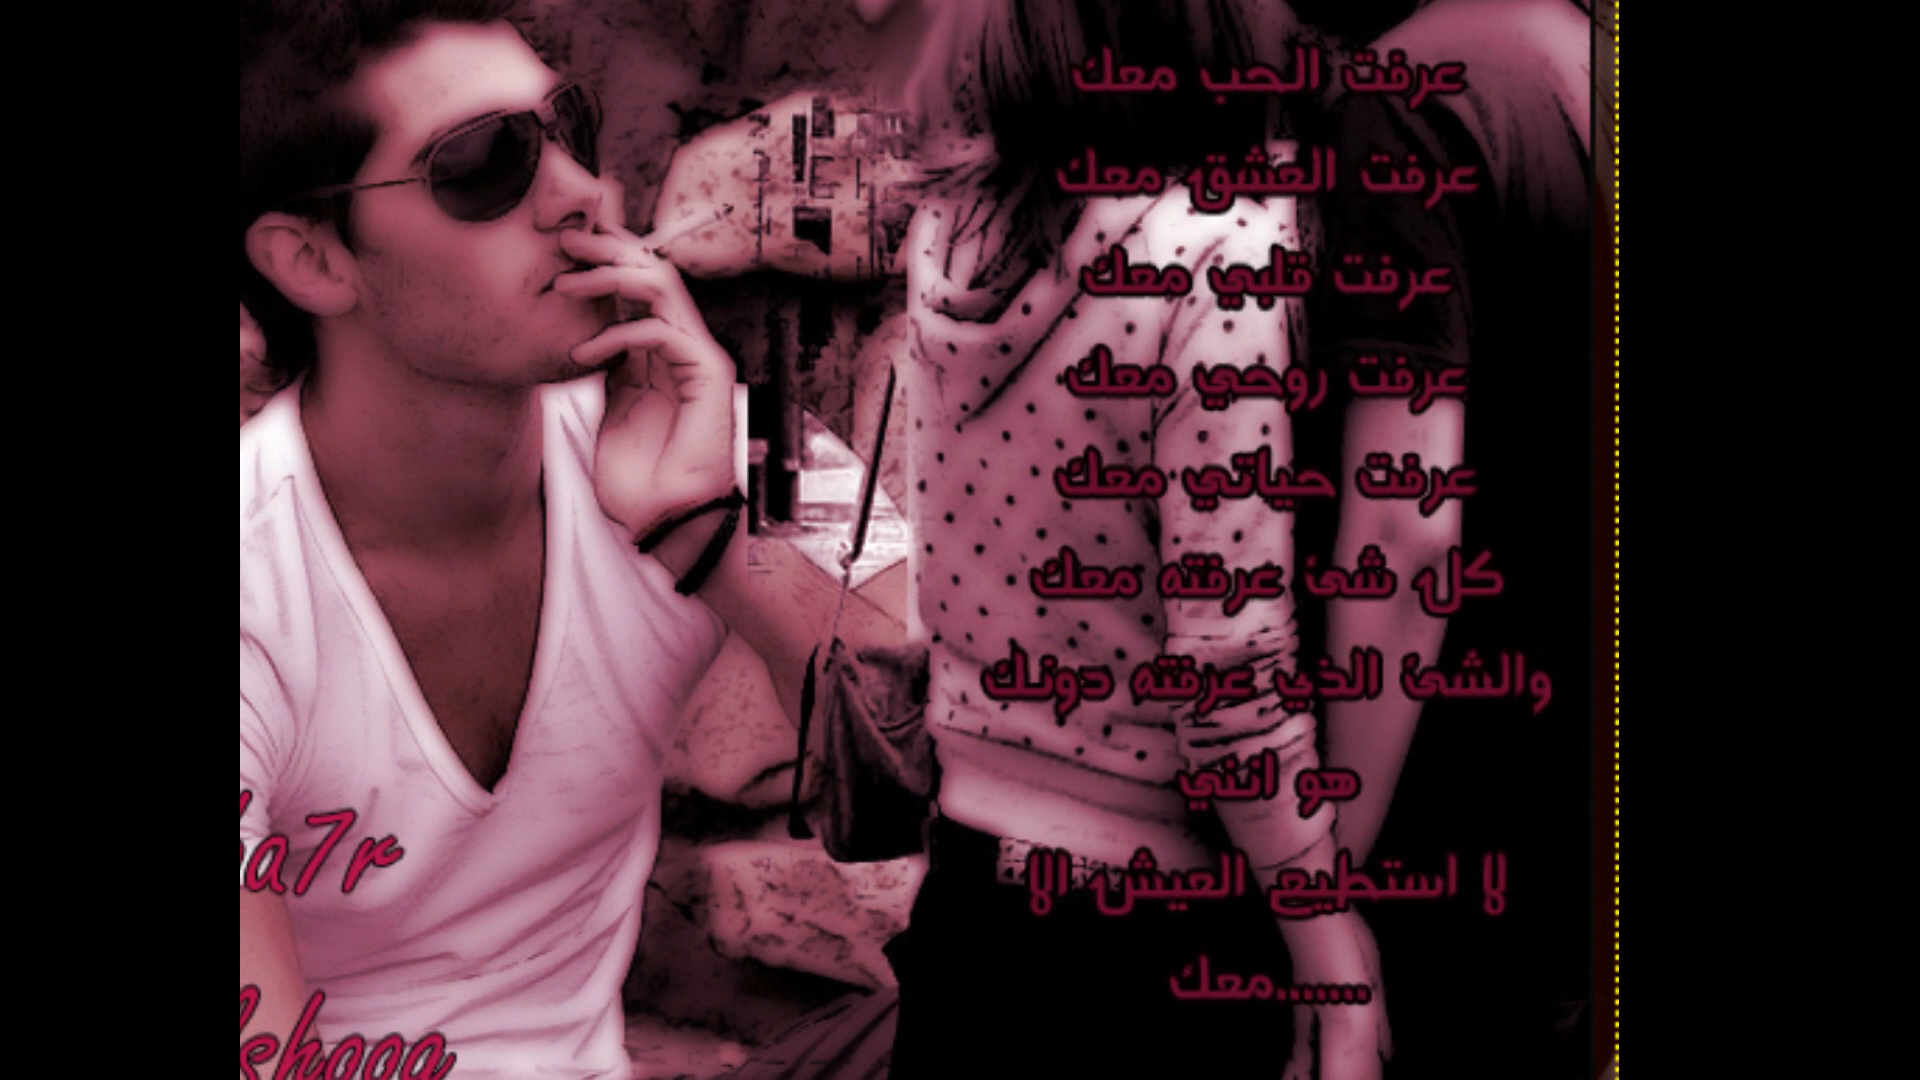 عرفت الحب معك
عرفت العشق معك
عرفت قلبي معك
عرفت روحي معك
عرفت حياتي معك
كل شئ عرفته معك
والشئ الذي عرفته دونك
هو انني
لا استطيع العيش الا
معك.......
a7r
shooq